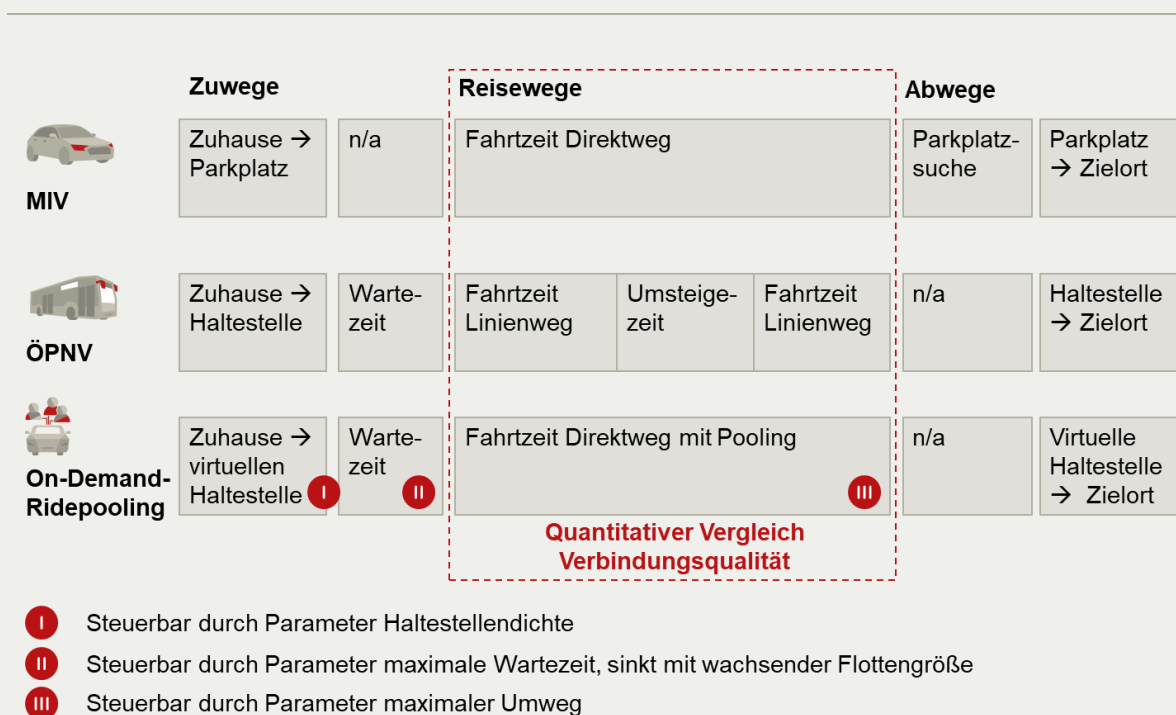 Zuwege
Reisewege
Abwege
MIV
Zuhause →
Parkplatz
n/a
Fahrtzeit Direktweg
Parkplatz-
suche
Parkplatz
→ Zielort
ÖPNV
Zuhause →
Haltestelle
Warte-
zeit
Fahrtzeit
Linienweg
Umsteige-
zeit
Fahrtzeit
Linienweg
n/a
Haltestelle
→ Zielort
On-Demand-
Ridepooling
Zuhause →
virtuellen
Haltestelle
I
Warte-
zeit
II
Fahrtzeit Direktweg mit Pooling
III
n/a
Virtuelle
Haltestelle
→ Zielort
Quantitativer Vergleich
Verbindungsqualität
I Steuerbar durch Parameter Haltestellendichte
II Steuerbar durch Parameter maximale Wartezeit, sinkt mit wachsender Flottengröße
III Steuerbar durch Parameter maximaler Umweg